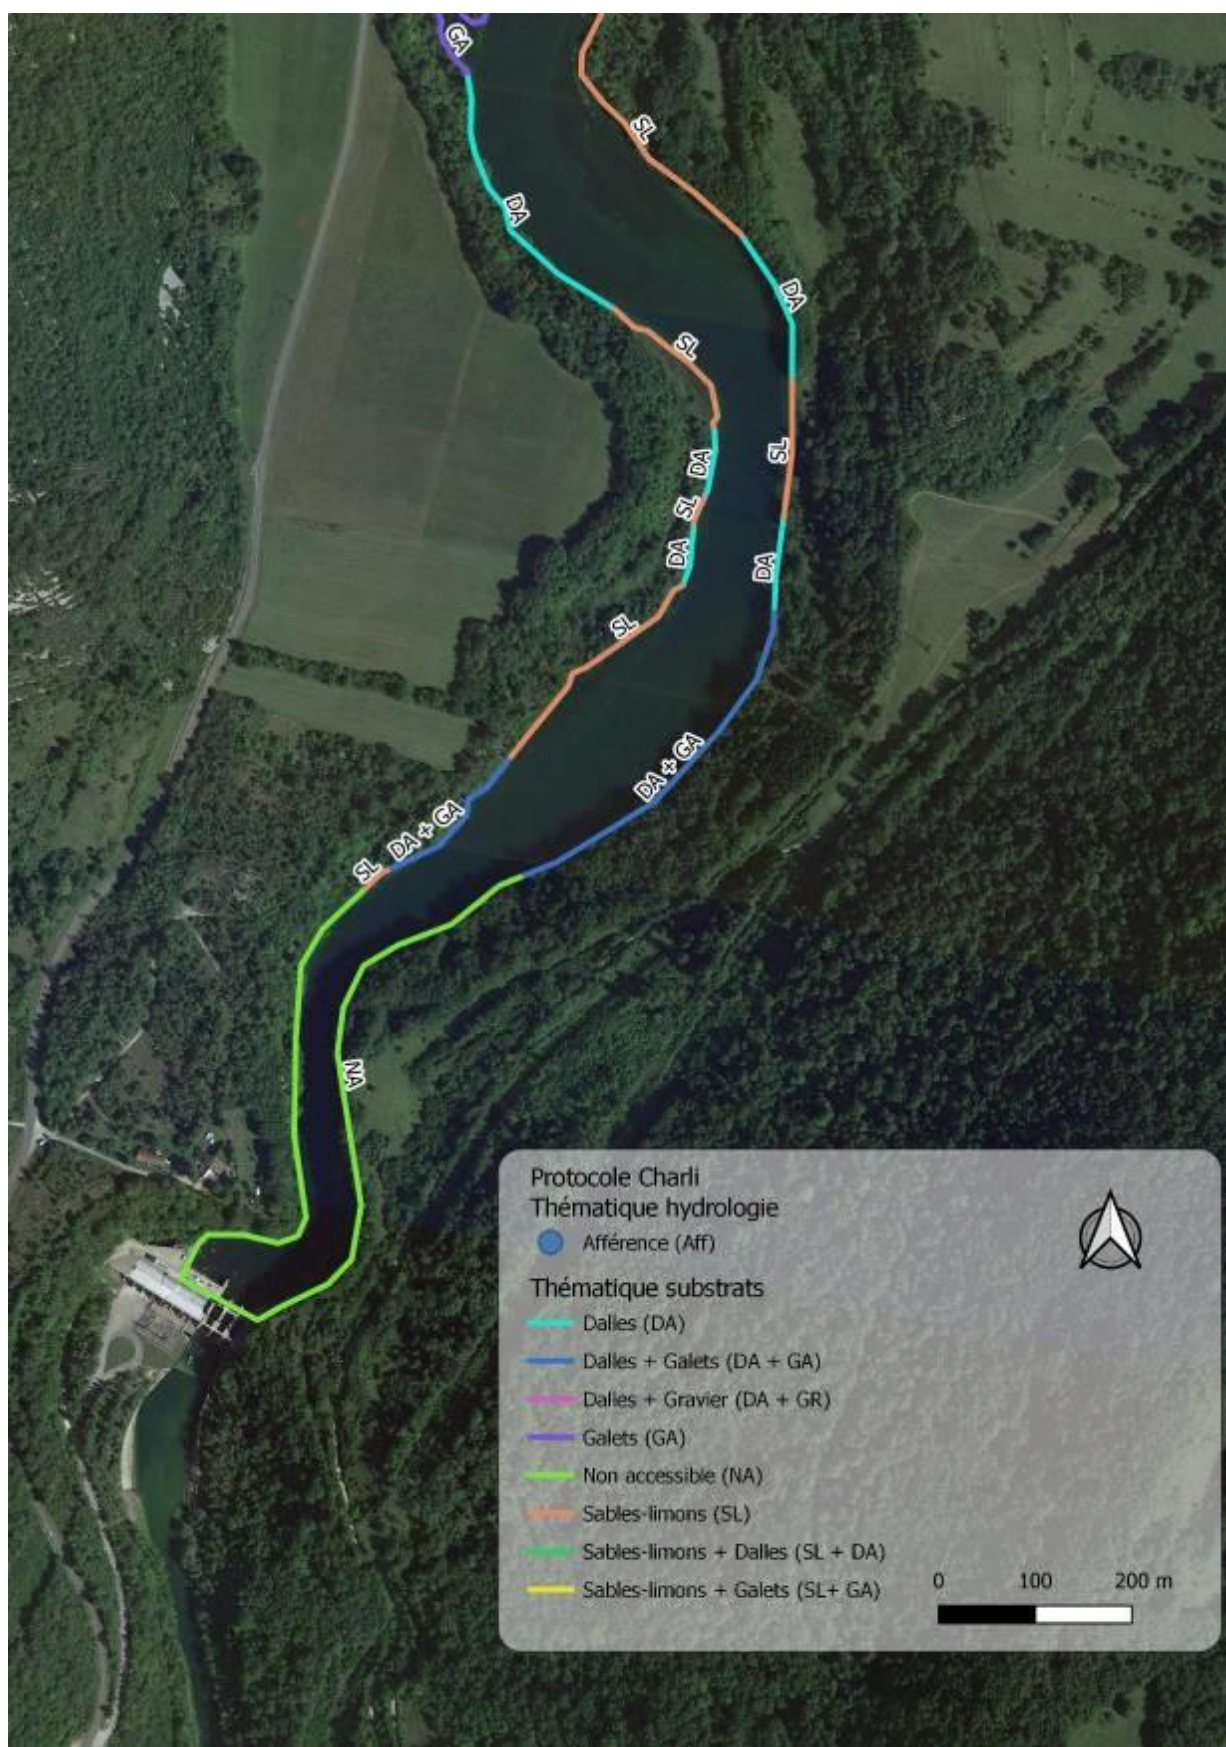 GA
SL
DA
DA
SL
SL
DA
SL
DA
DA
SL
DA + GA
DA + GA
SL
NA
Protocole Charli
Thématique hydrologie
Afférence (Aff)
Thématique substrats
Dalles (DA)
Dalles + Galets (DA + GA)
Dalles + Gravier (DA + GR)
Galets (GA)
Non accessible (NA)
Sables-limons (SL)
Sables-limons + Dalles (SL + DA)
Sables-limons + Galets (SL+ GA)
0 100 200 m